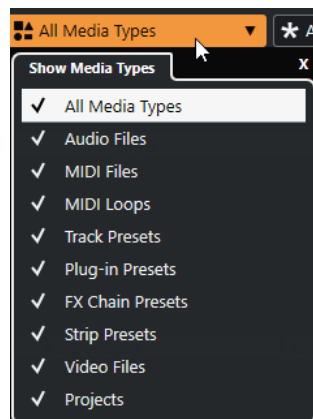 All Media Types
Show Media Types X
All Media Types
Audio Files
MIDI Files
MIDI Loops
Track Presets
Plug-in Presets
FX Chain Presets
Strip Presets
Video Files
Projects